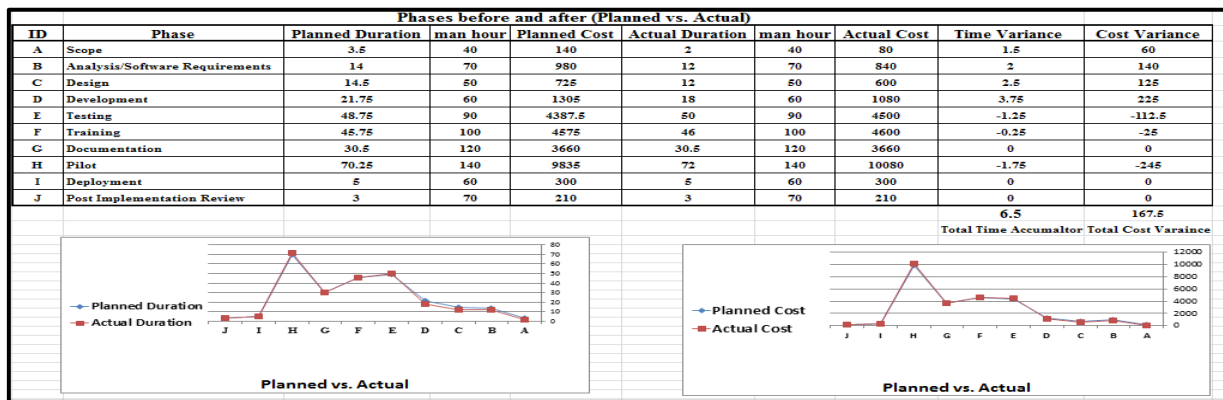 Phases before and after (Planned vs. Actual)
ID Phase Planned Duration man hour Planned Cost Actual Duration man hour Actual Cost Time Variance Cost Variance
A Scope 3.5 40 140 2 40 80 1.5 60
B Analysis/Software Requirements 14 70 980 12 70 840 2 140
C Design 14.5 50 725 12 50 600 2.5 125
D Development 21.75 60 1305 18 60 1080 3.75 225
E Testing 48.75 90 4387.5 50 90 4500 -1.25 -112.5
F Training 45.75 100 4575 46 100 4600 -0.25 -25
G Documentation 30.5 120 3660 30.5 120 3660 0 0
H Pilot 70.25 140 9835 72 140 10080 -1.75 -245
I Deployment 5 60 300 5 60 300 0 0
J Post Implementation Review 3 70 210 3 70 210 0 0
6.5 167.5
Total Time Accumaltor Total Cost Varaince
80
70
60
50
40
30
20
10
0
Planned Duration
Actual Duration
J I H G F E D C B A
Planned vs. Actual
12000
10000
8000
6000
4000
2000
0
Planned Cost
Actual Cost
J I H G F E D C B A
Planned vs. Actual